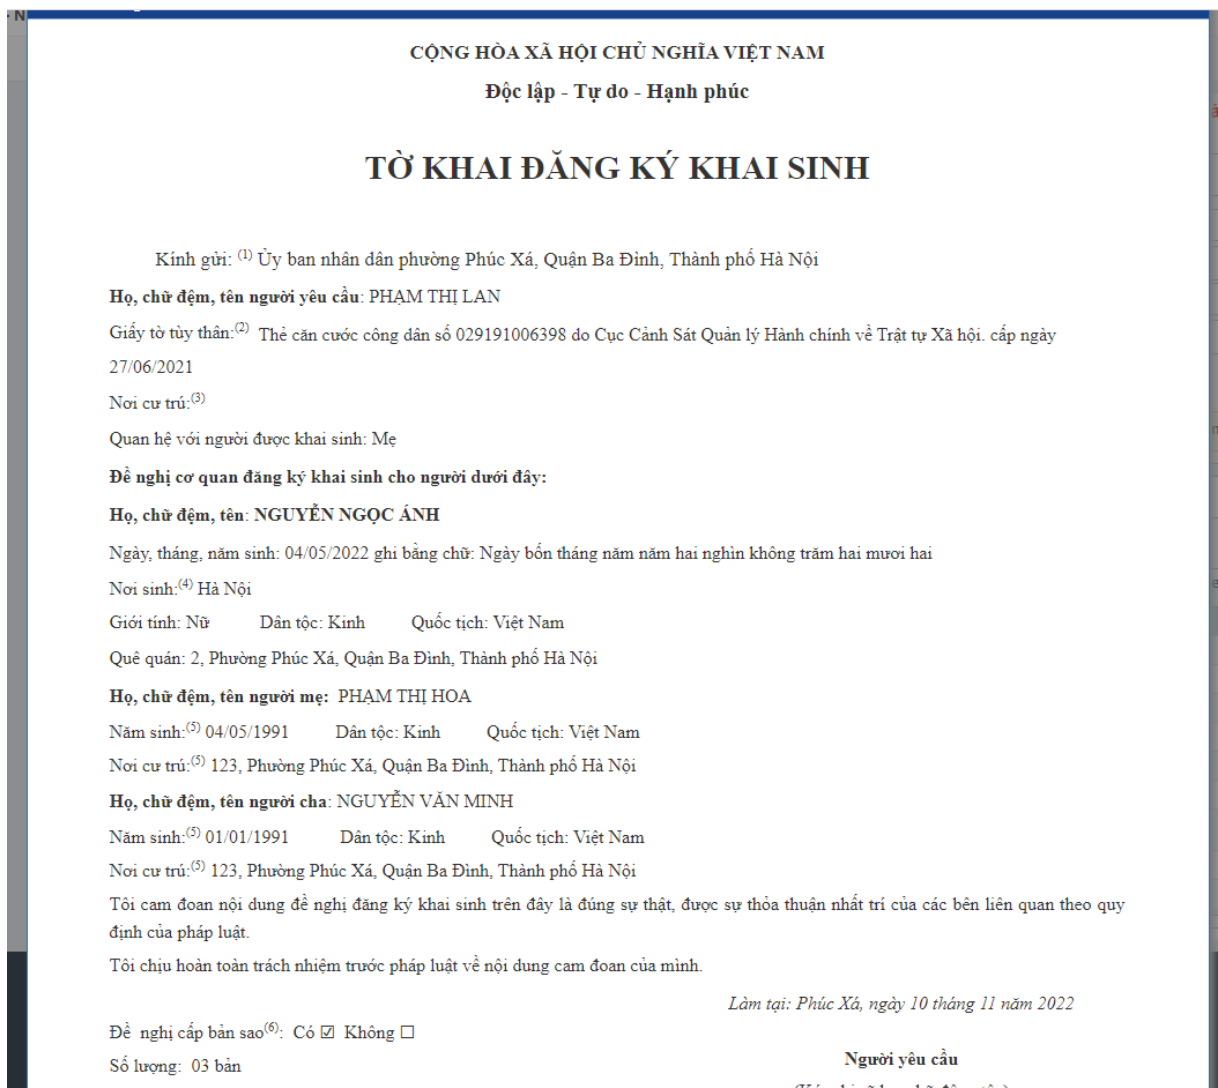 N
CỘNG HÒA XÃ HỘI CHỦ NGHĨA VIỆT NAM
Độc lập - Tự do - Hạnh phúc
TỜ KHAI ĐĂNG KÝ KHAI SINH
Kính gửi: (1) Ủy ban nhân dân phường Phúc Xá, Quận Ba Đình, Thành phố Hà Nội
Họ, chữ đệm, tên người yêu cầu: PHẠM THỊ LAN
Giấy tờ tùy thân:(2) Thẻ căn cước công dân số 029191006398 do Cục Cảnh Sát Quản lý Hành chính về Trật tự Xã hội. cấp ngày
27/06/2021
Nơi cư trú:(3)
Quan hệ với người được khai sinh: Mẹ
Đề nghị cơ quan đăng ký khai sinh cho người dưới đây:
Họ, chữ đệm, tên: NGUYỄN NGỌC ÁNH
Ngày, tháng, năm sinh: 04/05/2022 ghi bằng chữ: Ngày bốn tháng năm năm hai nghìn không trăm hai mươi hai
Nơi sinh:(4) Hà Nội
Giới tính: Nữ Dân tộc: Kinh Quốc tịch: Việt Nam
Quê quán: 2, Phường Phúc Xá, Quận Ba Đình, Thành phố Hà Nội
Họ, chữ đệm, tên người mẹ: PHẠM THỊ HOA
Năm sinh:(5) 04/05/1991 Dân tộc: Kinh Quốc tịch: Việt Nam
Nơi cư trú:(5) 123, Phường Phúc Xá, Quận Ba Đình, Thành phố Hà Nội
Họ, chữ đệm, tên người cha: NGUYỄN VĂN MINH
Năm sinh:(5) 01/01/1991 Dân tộc: Kinh Quốc tịch: Việt Nam
Nơi cư trú:(5) 123, Phường Phúc Xá, Quận Ba Đình, Thành phố Hà Nội
Tôi cam đoan nội dung đề nghị đăng ký khai sinh trên đây là đúng sự thật, được sự thỏa thuận nhất trí của các bên liên quan theo quy
định của pháp luật.
Tôi chịu hoàn toàn trách nhiệm trước pháp luật về nội dung cam đoan của mình.
Làm tại: Phúc Xá, ngày 10 tháng 11 năm 2022
Đề nghị cấp bản sao(6): Có ☑ Không ☐
Số lượng: 03 bản
Người yêu cầu